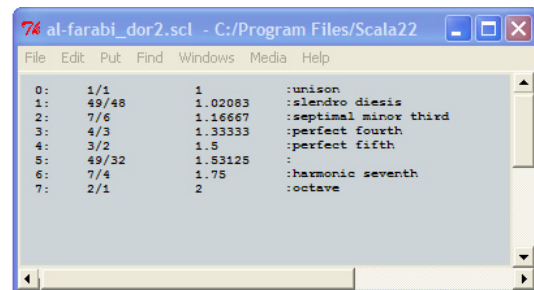 7% al-farabi_dor2.scl - C:/Program Files/Scala22
File Edit Put Find Windows Media Help
0: 1/1 1 :unison
1: 49/48 1.02083 :slendro diesis
2: 7/6 1.16667 :septimal minor third
3: 4/3 1.33333 :perfect fourth
4: 3/2 1.5 :perfect fifth
5: 49/32 1.53125 :
6: 7/4 1.75 :harmonic seventh
7: 2/1 2 :octave